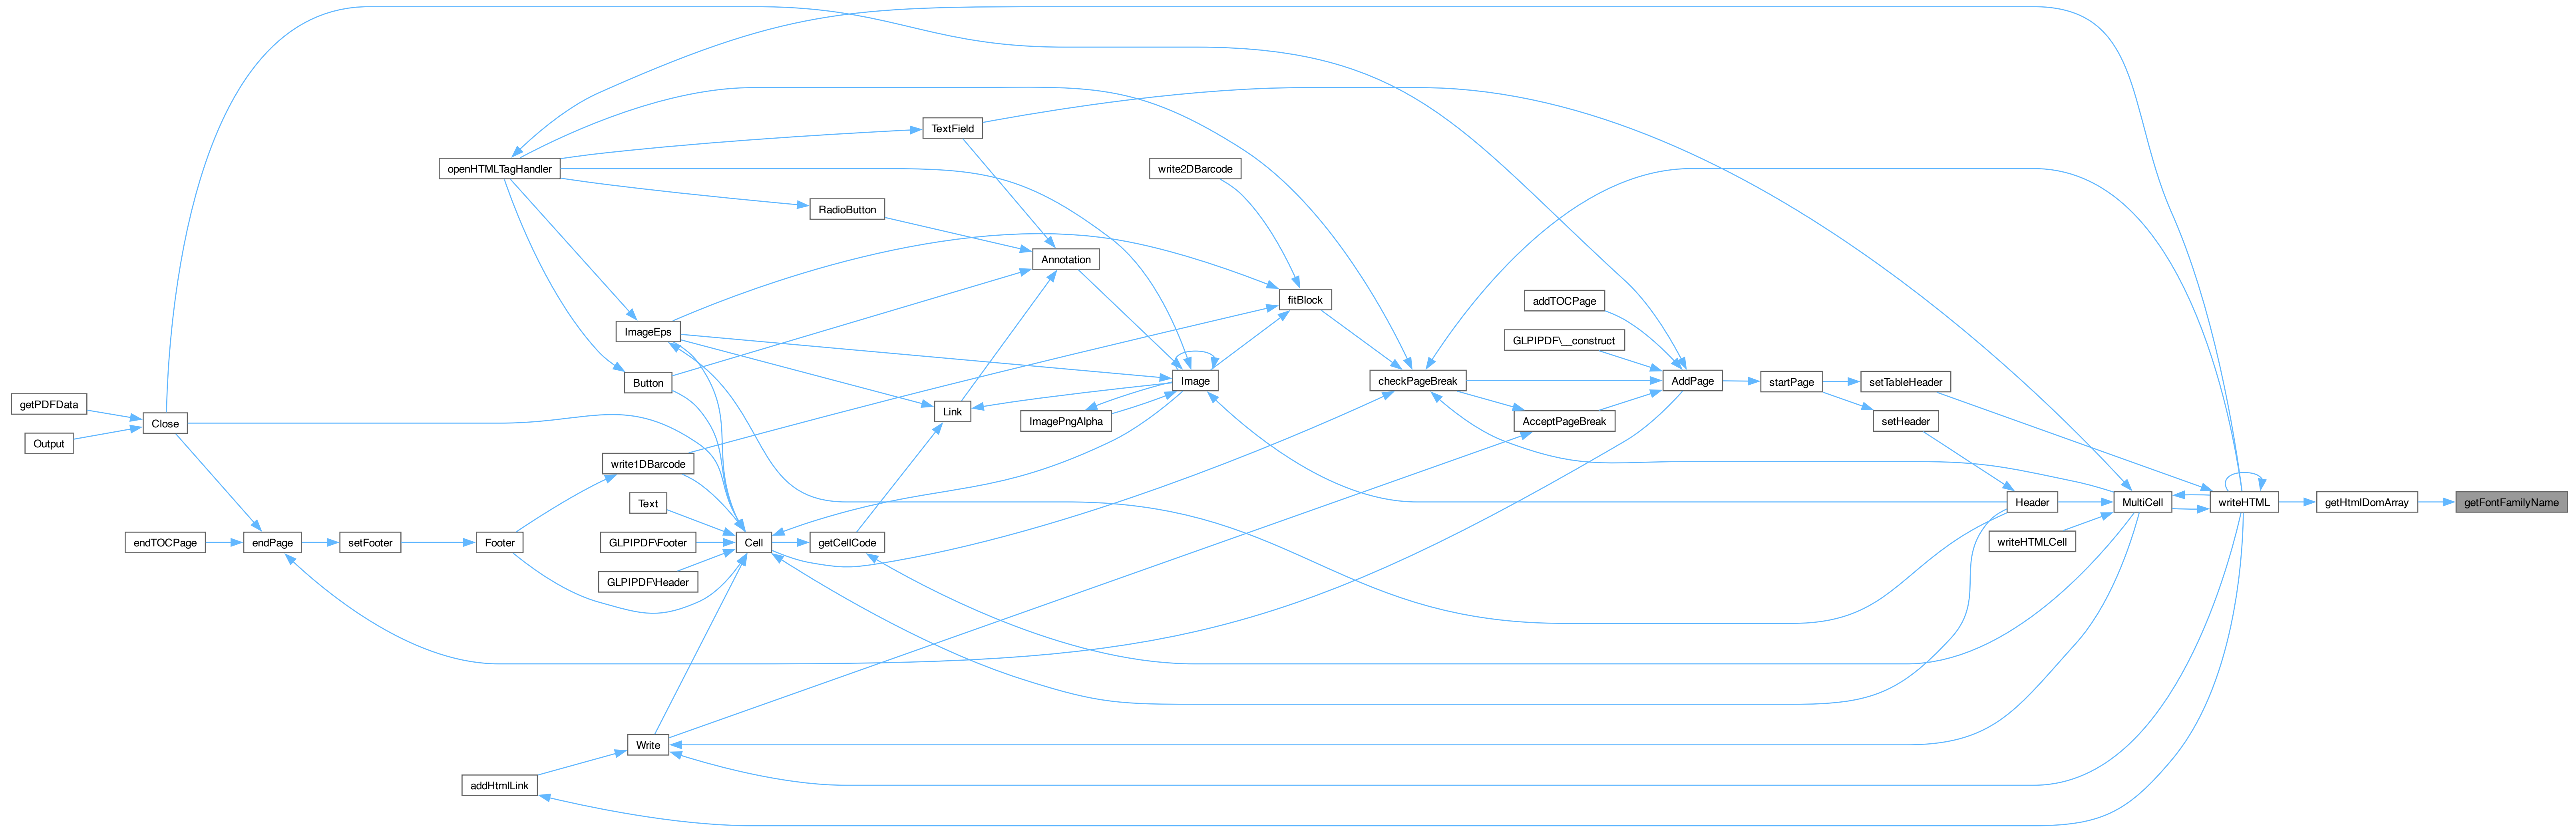 TextField
openHTMLTagHandler
write2DBarcode
RadioButton
Annotation
fitBlock
addTOCPage
ImageEps
GLPIPDF\__construct
Button
Image
checkPageBreak
AddPage
startPage
setTableHeader
getPDFData
Close
Link
ImagePngAlpha
AcceptPageBreak
setHeader
Output
write1DBarcode
Text
Header
MultiCell
writeHTML
getHtmlDomArray
getFontFamilyName
endTOCPage
endPage
setFooter
Footer
GLPIPDF\Footer
Cell
getCellCode
writeHTMLCell
GLPIPDF\Header
Write
addHtmlLink